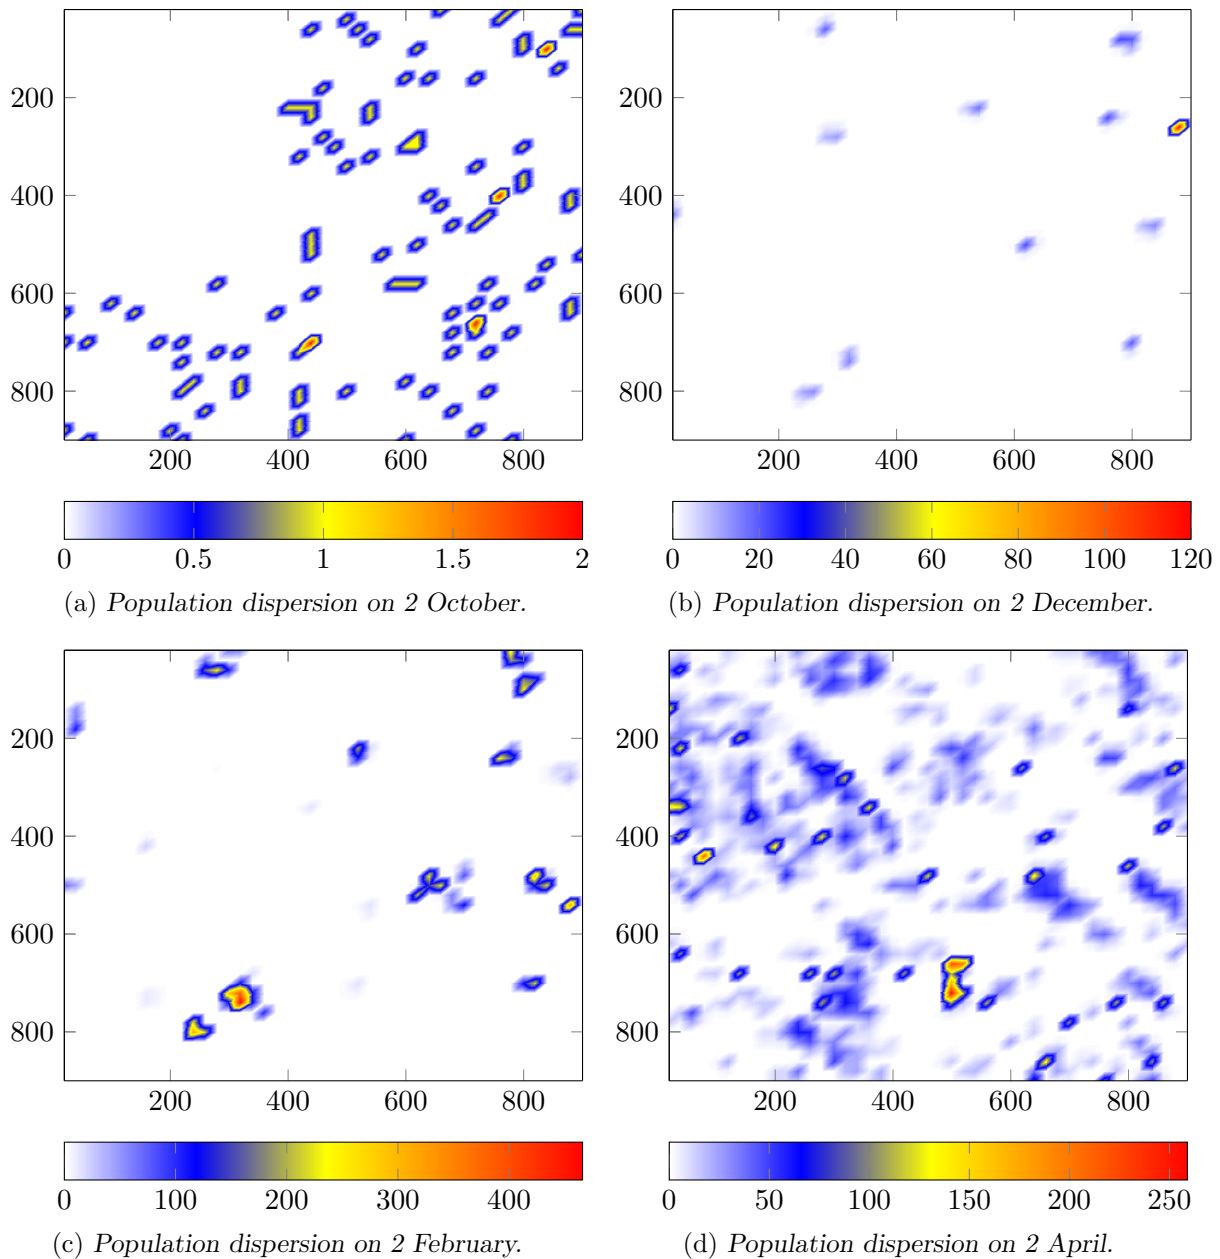 200
400
600
800
200 400 600 800
0 0.5 1 1.5 2
(a) Population dispersion on 2 October.
200
400
600
800
200 400 600 800
0 20 40 60 80 100 120
(b) Population dispersion on 2 December.
200
400
600
800
200 400 600 800
0 100 200 300 400
(c) Population dispersion on 2 February.
200
400
600
800
200 400 600 800
0 50 100 150 200 250
(d) Population dispersion on 2 April.